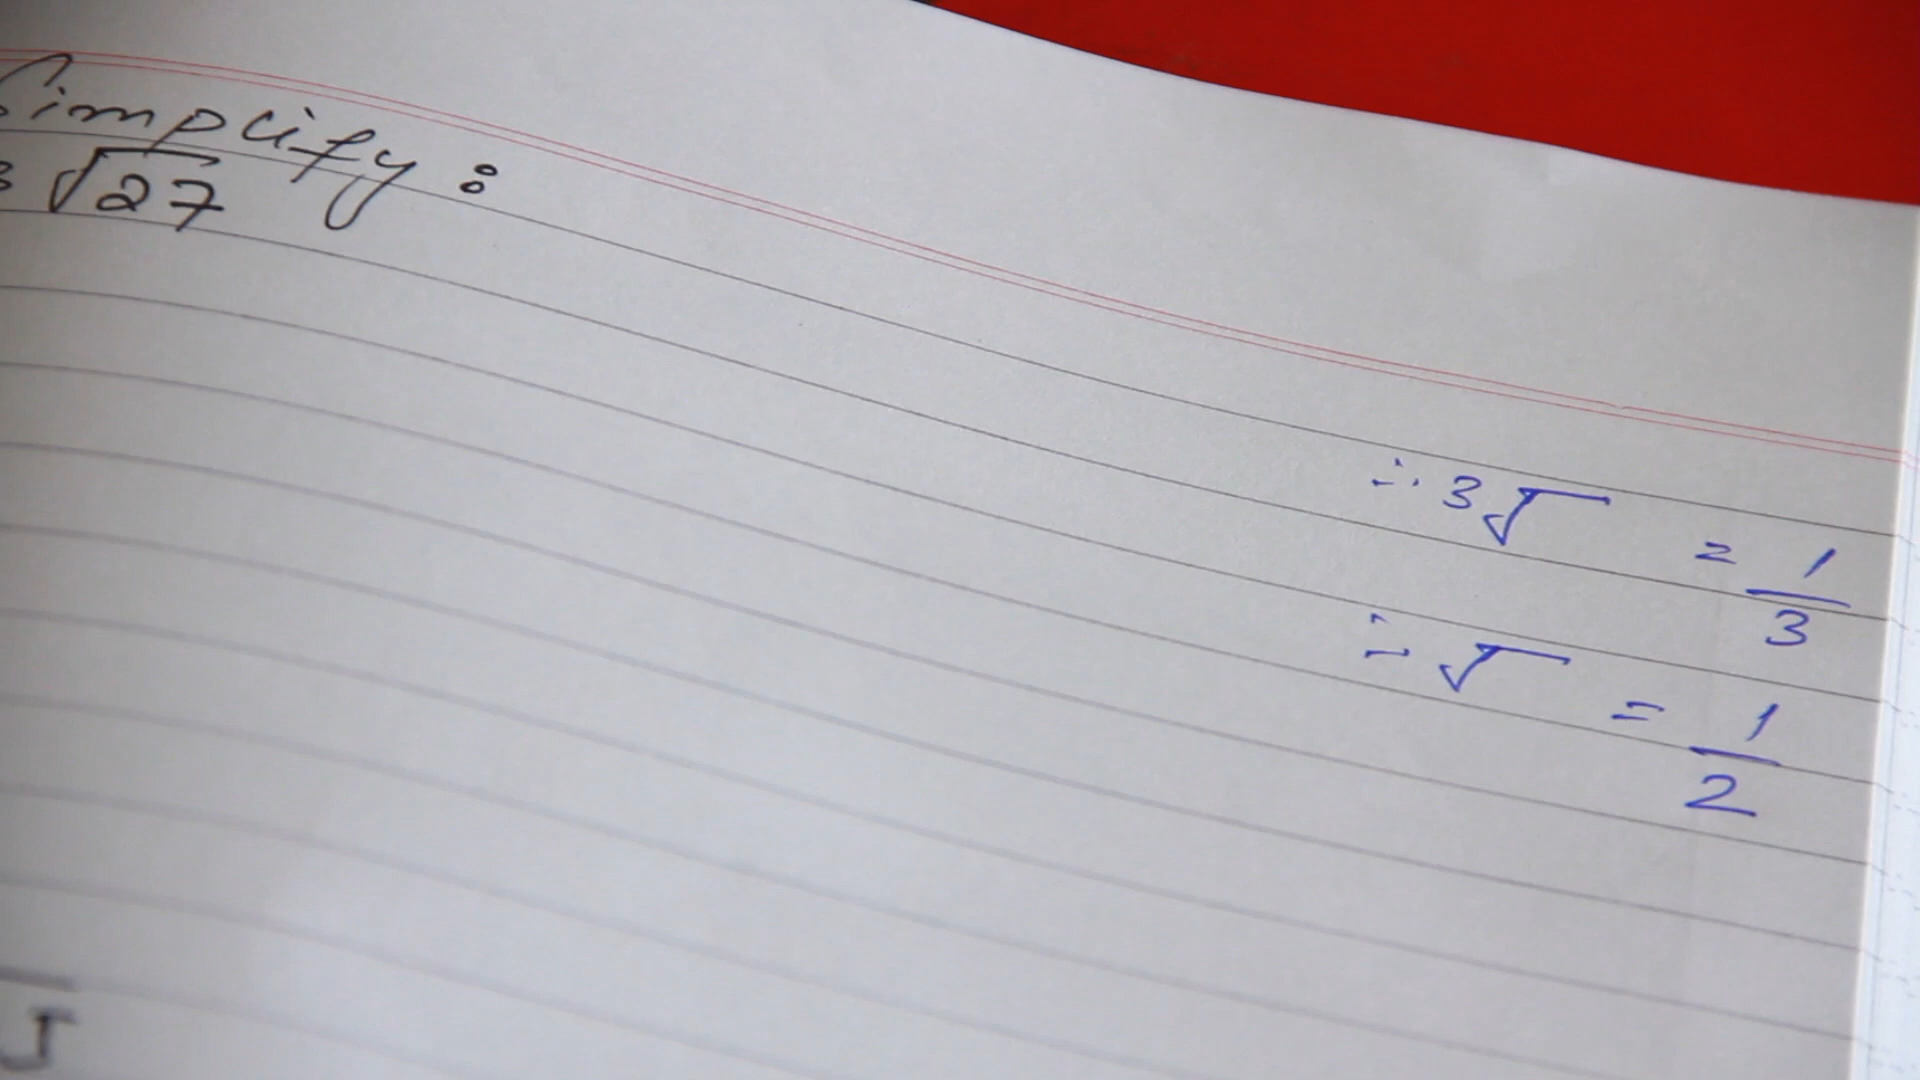 Simplify:
3√27
∴ 3√ = 1/3
∴ √ = 1/2